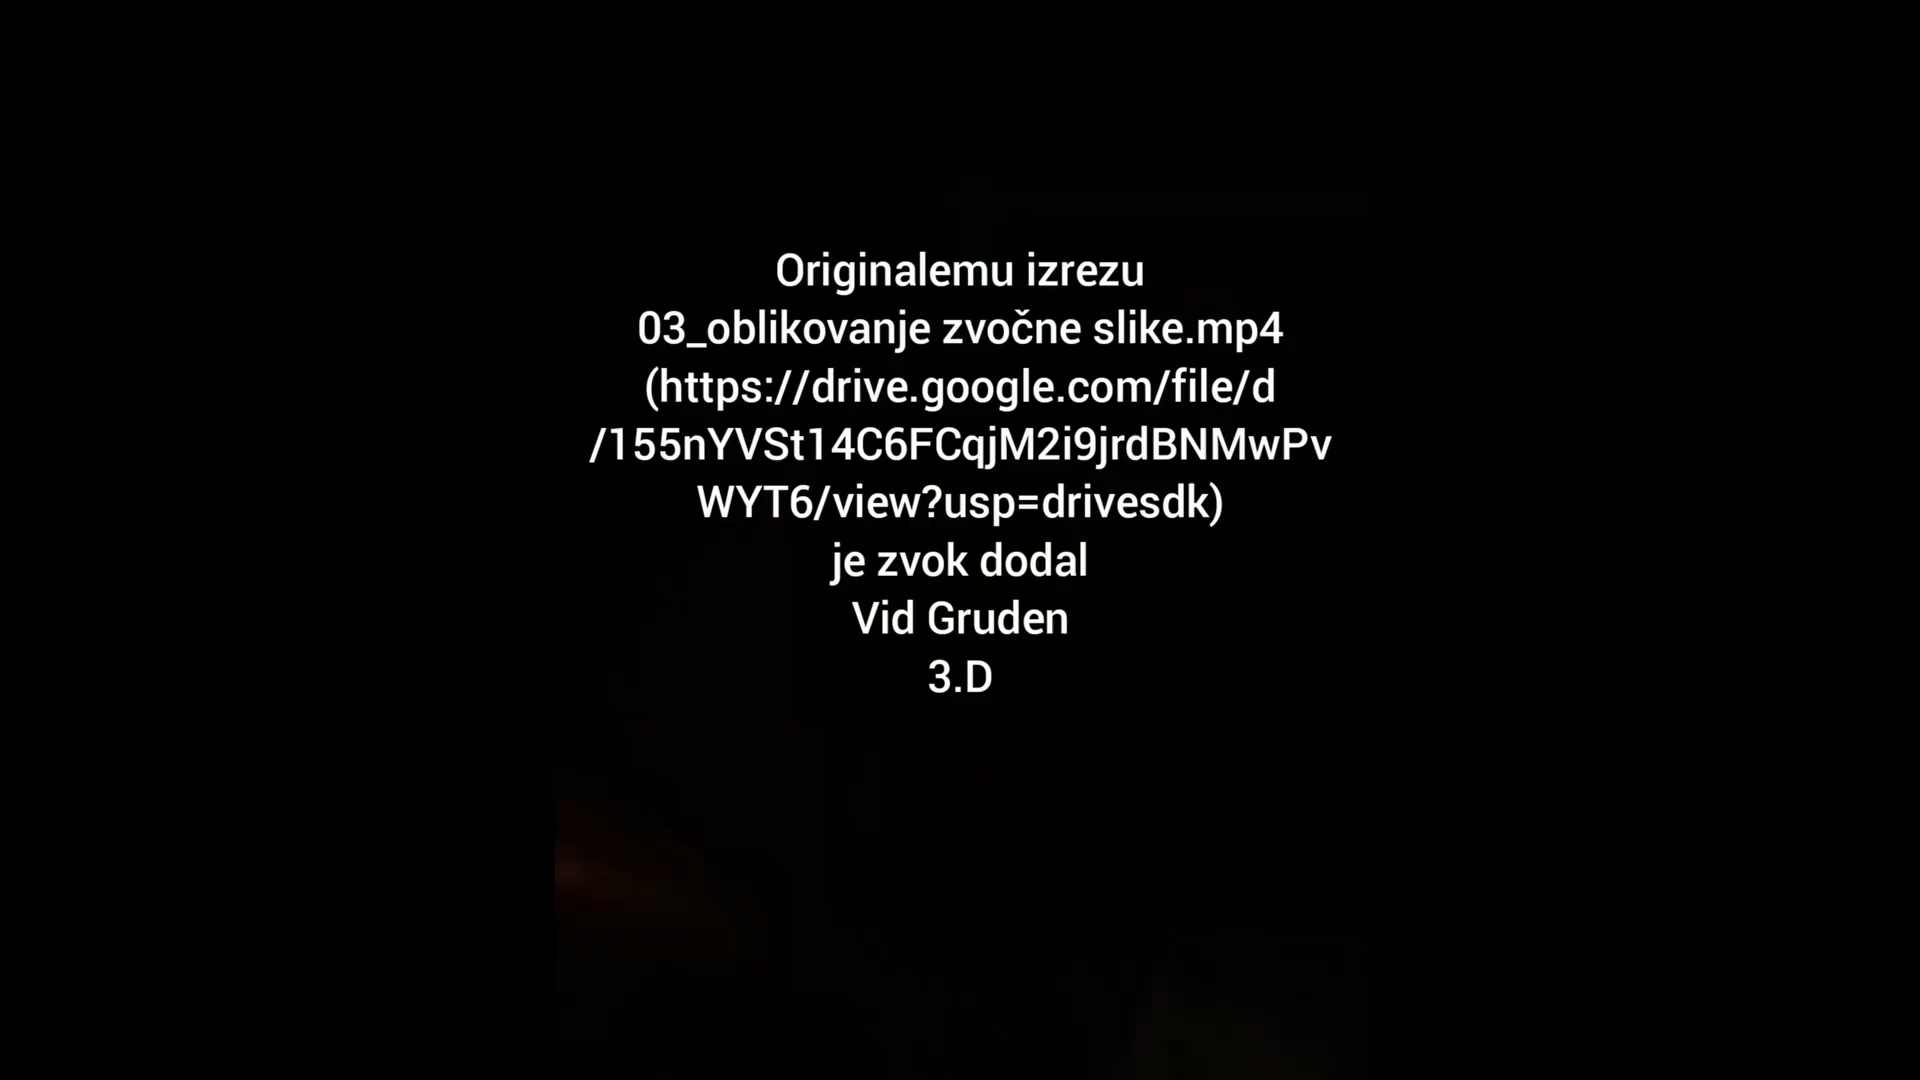 Originalemu izrezu
03_oblikovanje zvočne slike.mp4
(https://drive.google.com/file/d
/155nYVSt14C6FCqjM2i9jrdBNMwPv
WYT6/view?usp=drivesdk)
je zvok dodal
Vid Gruden
3.D